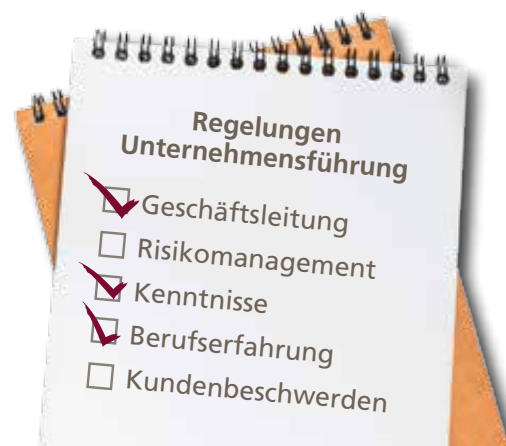 Regelungen
Unternehmensführung
Geschäftsleitung
Risikomanagement
Kenntnisse
Berufserfahrung
Kundenbeschwerden